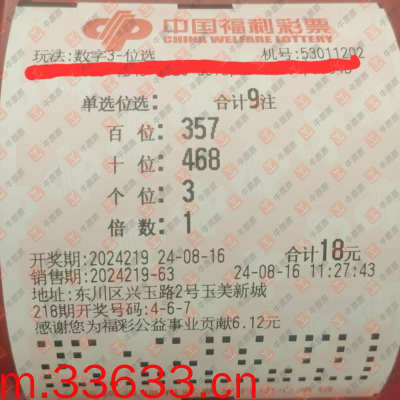 中国福利彩票
CHINA WELFARE LOTTERY
玩法:数字3-位选 机号:53011202
单选位选: 合计9注
百位:357
十位:468
个位:3
倍数:1
开奖期:2024219 24-08-16 合计18元
销售期:2024219-63 24-08-16 11:27:43
地址:东川区兴玉路2号玉美新城
218期开奖号码:4-6-7
感谢您为福彩公益事业贡献6.12元
m.33633.cn